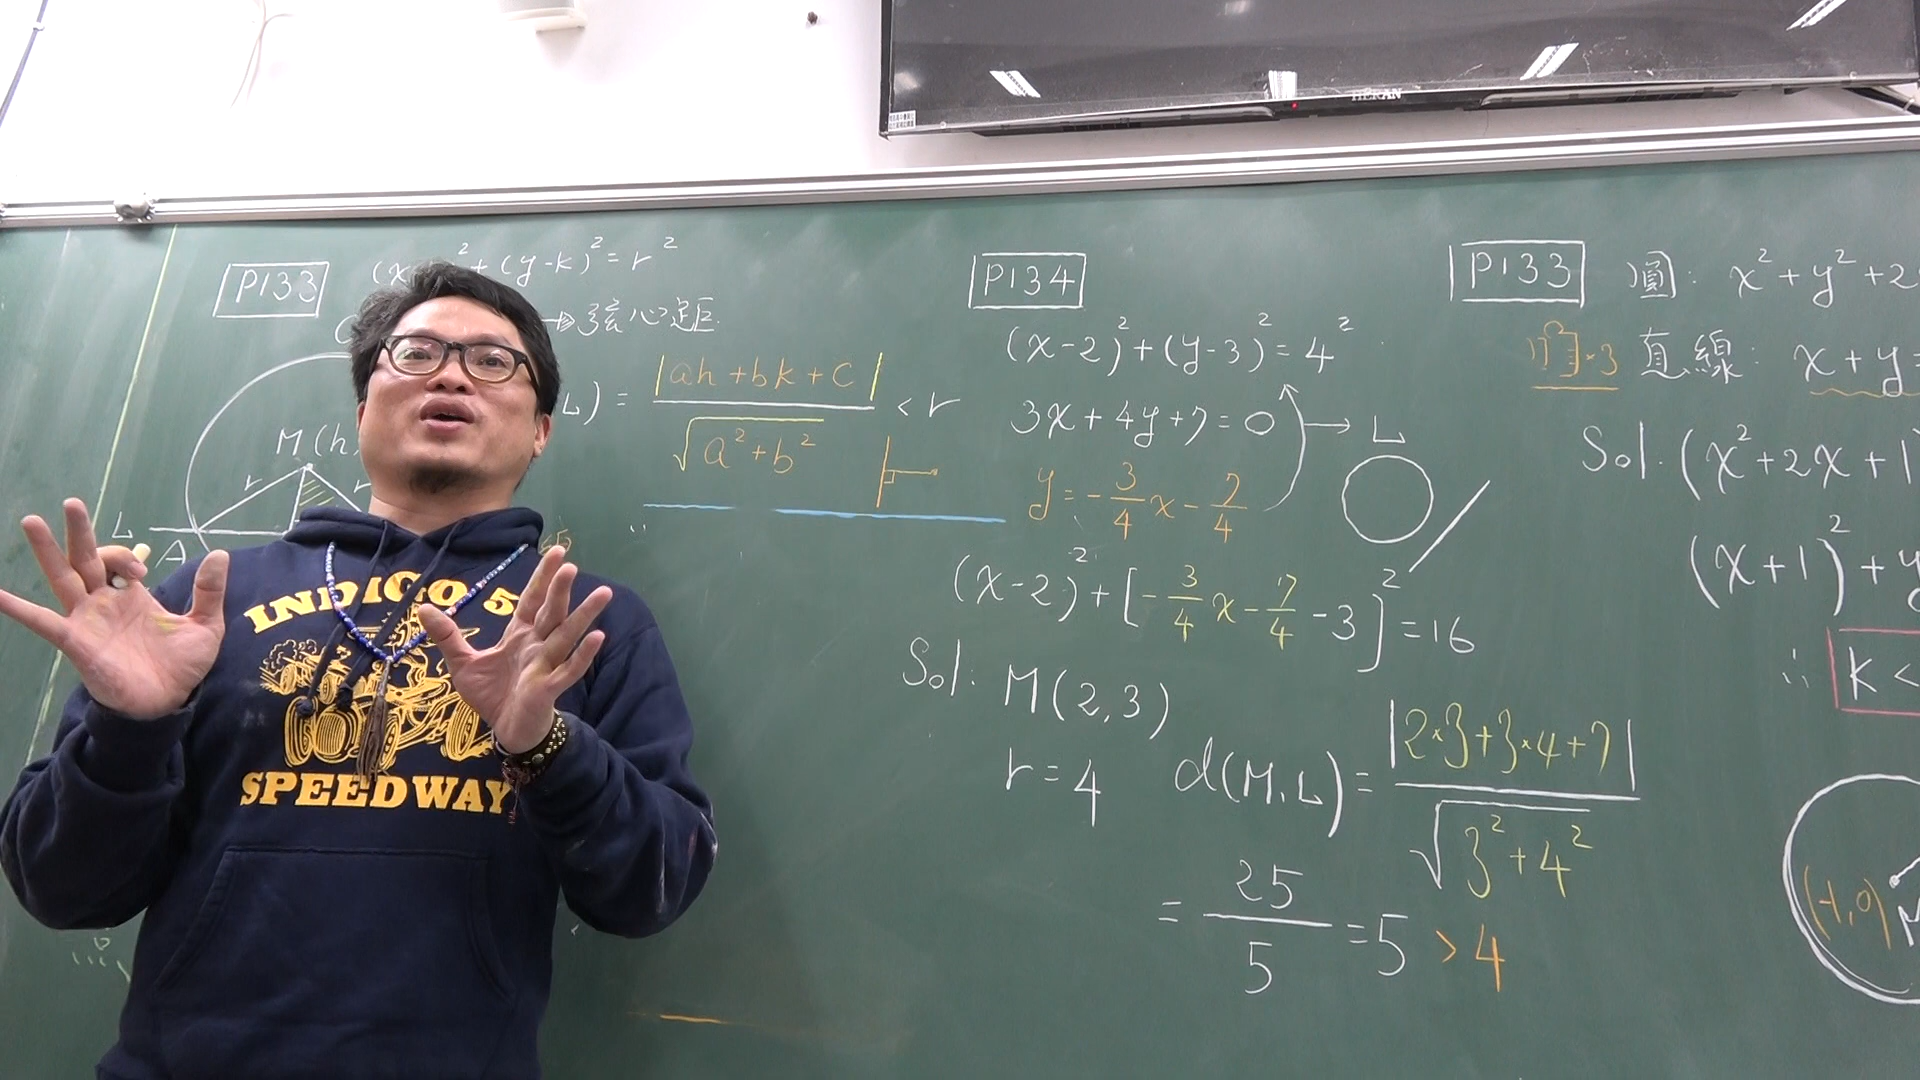 HERAN
P133
(x + (y-k)² = r²
→ 弦心距
M(h,
r
L A
L) = |ah+bk+c| / √(a²+b²) < r
P134
(x-2)²+(y-3)²=4²
3x+4y+7=0 → L
y=-3/4x-7/4
(x-2)²+[-3/4x-7/4-3]²=16
Sol: M(2,3)
r=4 d(M,L)= |2×3+3×4+7| / √(3²+4²)
= 25/5 =5 >4
P133 圓: x²+y²+2
×3 直線: x+y=
Sol: (x²+2x+1)
(x+1)²+y
∴ K<
(-1,0) M
INDIGO 5
SPEEDWAY